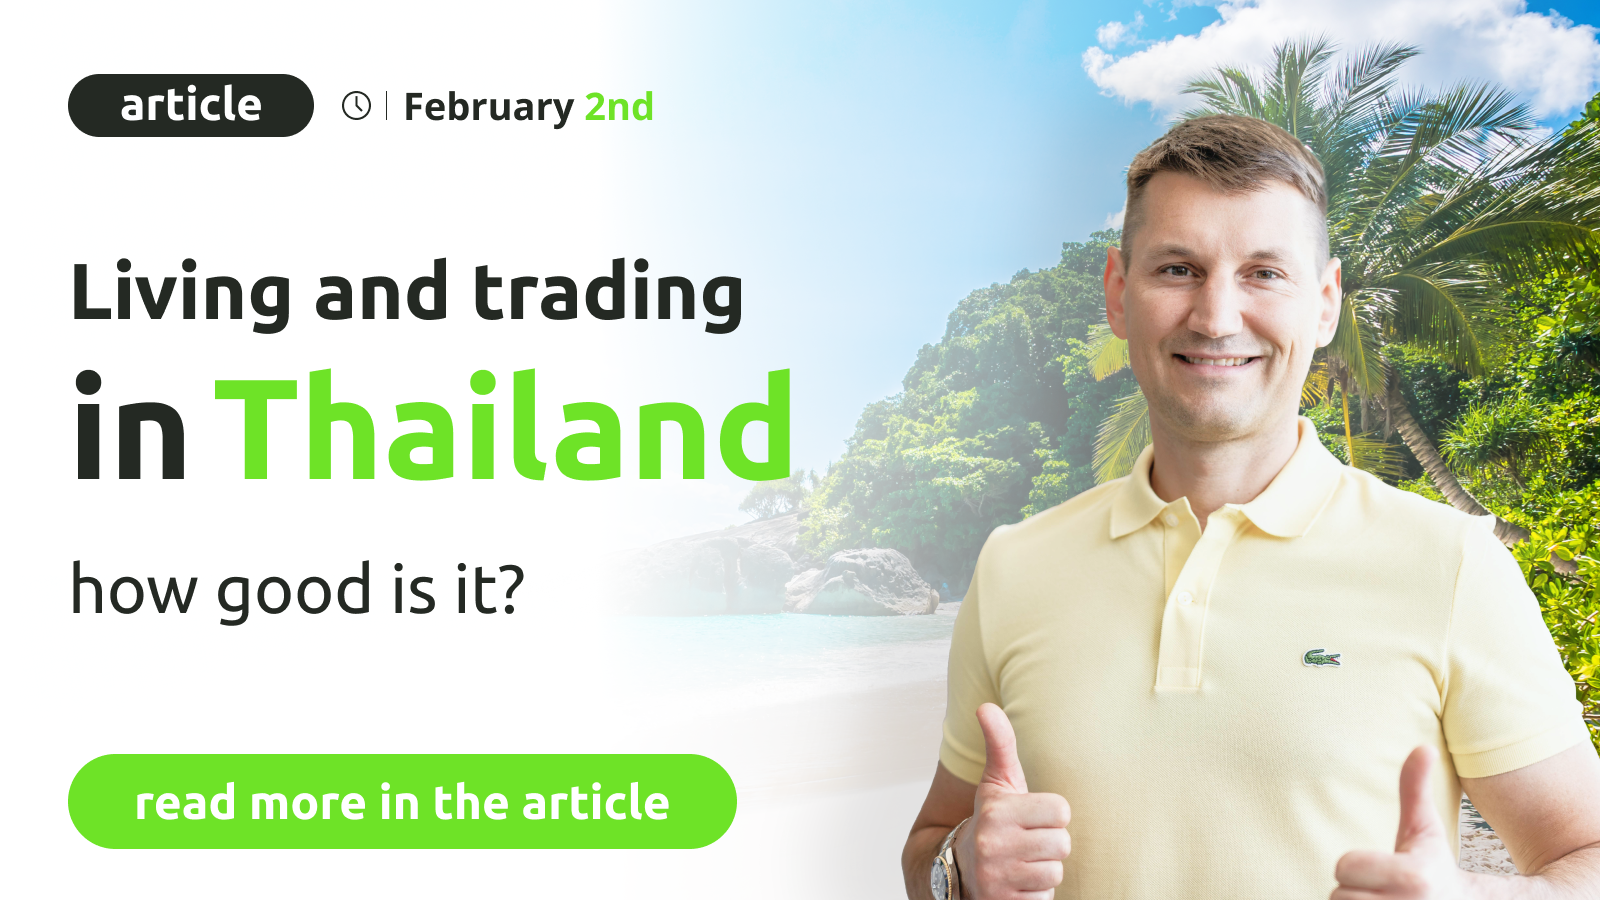 article
February 2nd
Living and trading
in Thailand
how good is it?
read more in the article